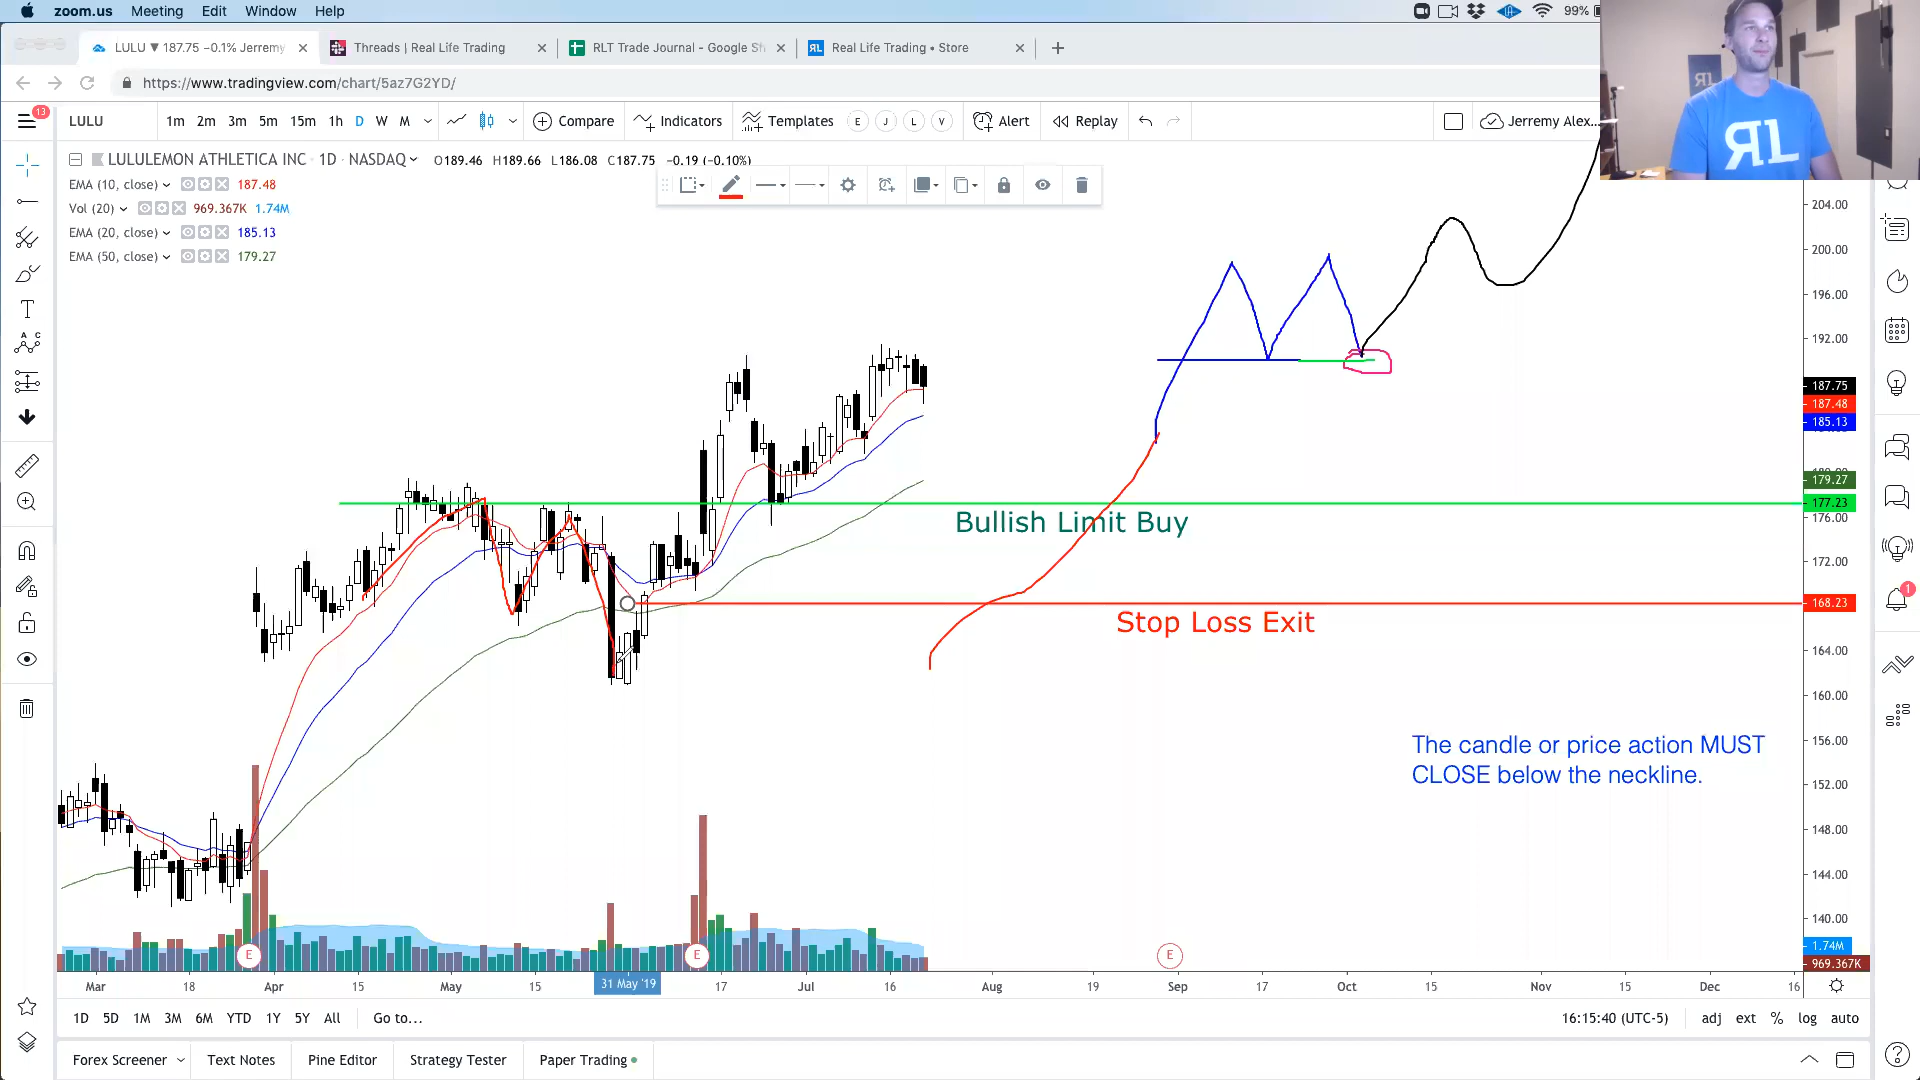 zoom.us Meeting Edit Window Help 99%
LULU ▼ 187.75 −0.1% Jerremy
Threads | Real Life Trading
RLT Trade Journal - Google Sh
Real Life Trading • Store
https://www.tradingview.com/chart/5az7G2YD/
13
LULU 1m 2m 3m 5m 15m 1h D W M Compare Indicators Templates E J L V Alert Replay Jerremy Alex...
LULULEMON ATHLETICA INC · 1D · NASDAQ O189.46 H189.66 L186.08 C187.75 −0.19 (−0.10%)
EMA (10, close) 187.48
Vol (20) 969.367K 1.74M
EMA (20, close) 185.13
EMA (50, close) 179.27
RL
204.00
200.00
196.00
192.00
187.75
187.48
185.13
179.27
177.23
176.00
172.00
168.23
164.00
160.00
156.00
152.00
148.00
144.00
140.00
1.74M
969.367K
Bullish Limit Buy
Stop Loss Exit
The candle or price action MUST
CLOSE below the neckline.
T
A C
1
E E E
Mar 18 Apr 15 May 15 31 May '19 17 Jul 16 Aug 19 Sep 17 Oct 15 Nov 15 Dec 16
1D 5D 1M 3M 6M YTD 1Y 5Y All Go to... 16:15:40 (UTC-5) adj ext % log auto
Forex Screener Text Notes Pine Editor Strategy Tester Paper Trading